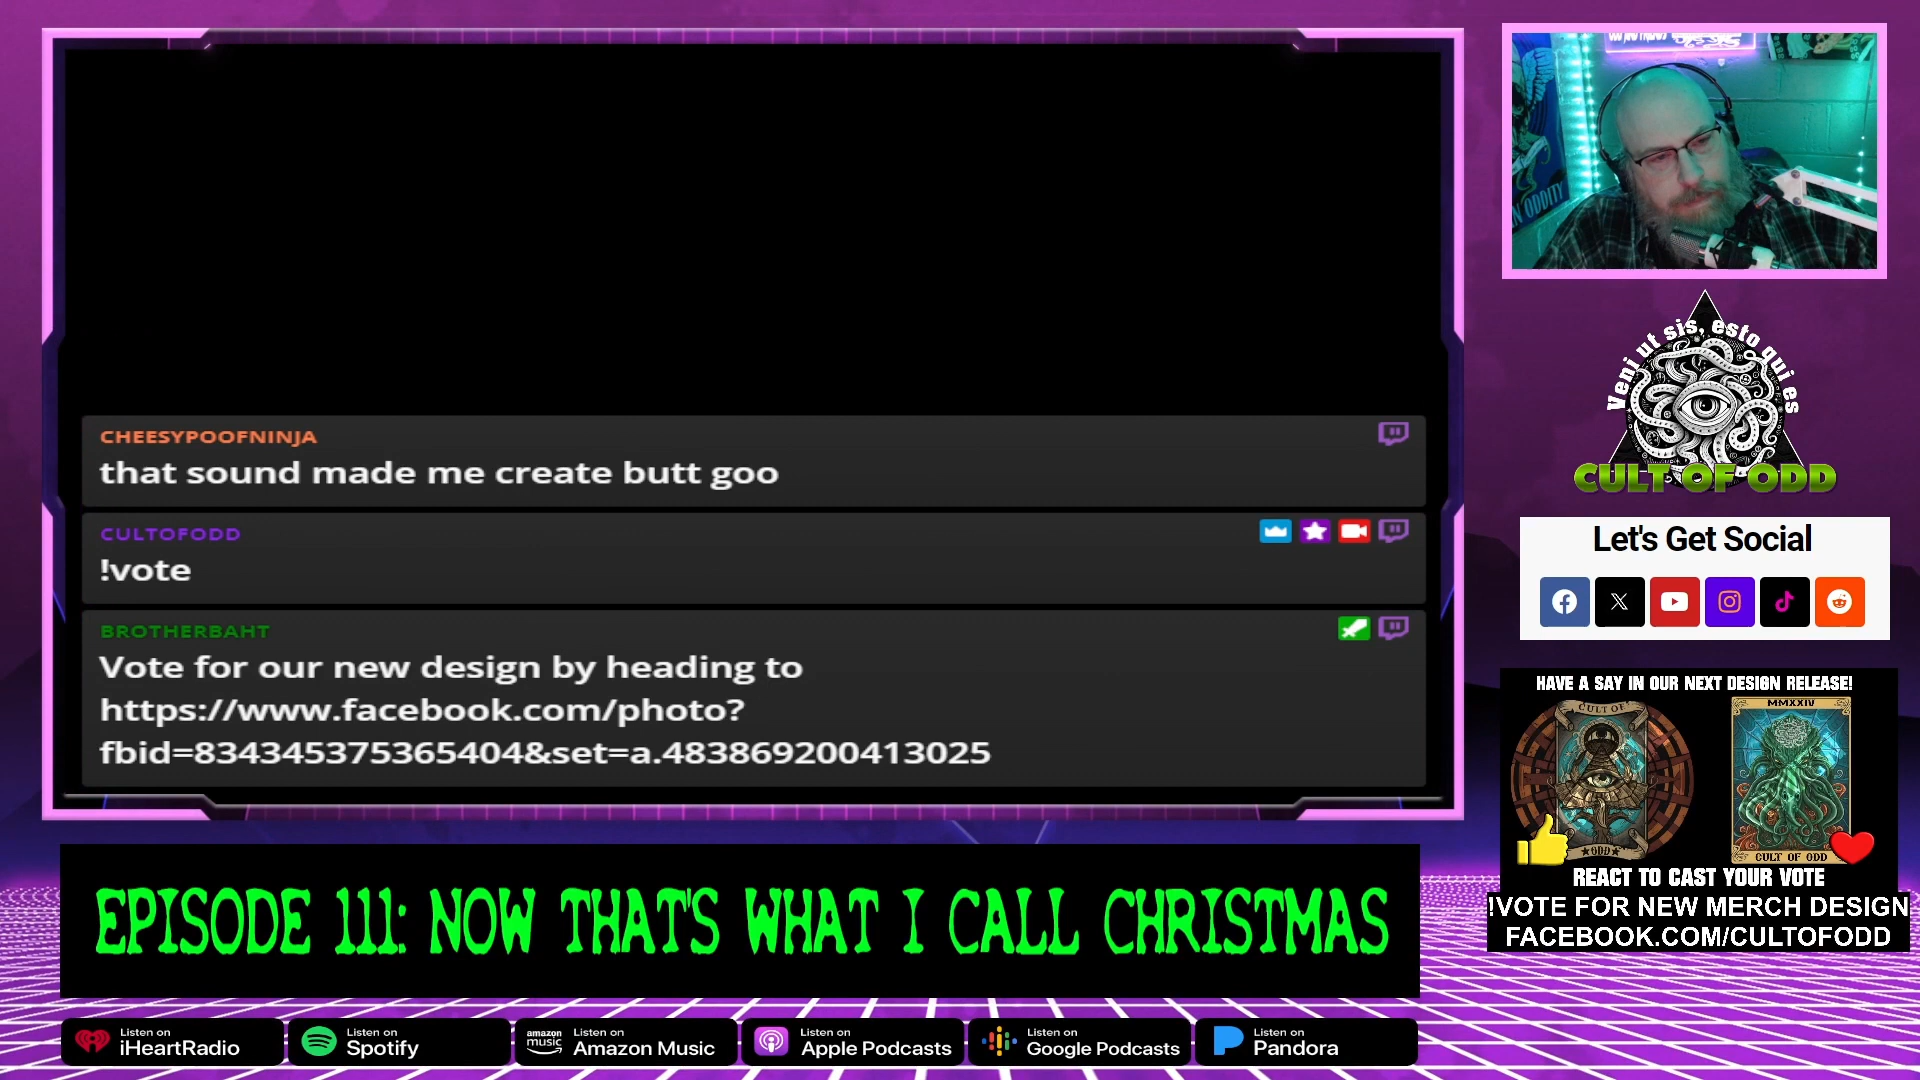 CHEESYPOOFNINJA
that sound made me create butt goo
CULTOFODD
!vote
BROTHERBAHT
Vote for our new design by heading to
https://www.facebook.com/photo?
fbid=834345375365404&set=a.483869200413025
EPISODE 111: NOW THAT'S WHAT I CALL CHRISTMAS
Listen on
iHeartRadio
Listen on
Spotify
amazon
music
Listen on
Amazon Music
Listen on
Apple Podcasts
Listen on
Google Podcasts
Listen on
Pandora
ODDITY
Veni ut sis, esto qui es
CULT OF ODD
Let's Get Social
HAVE A SAY IN OUR NEXT DESIGN RELEASE!
CULT OF
★ODD★
MMXXIV
CULT OF ODD
REACT TO CAST YOUR VOTE
!VOTE FOR NEW MERCH DESIGN
FACEBOOK.COM/CULTOFODD